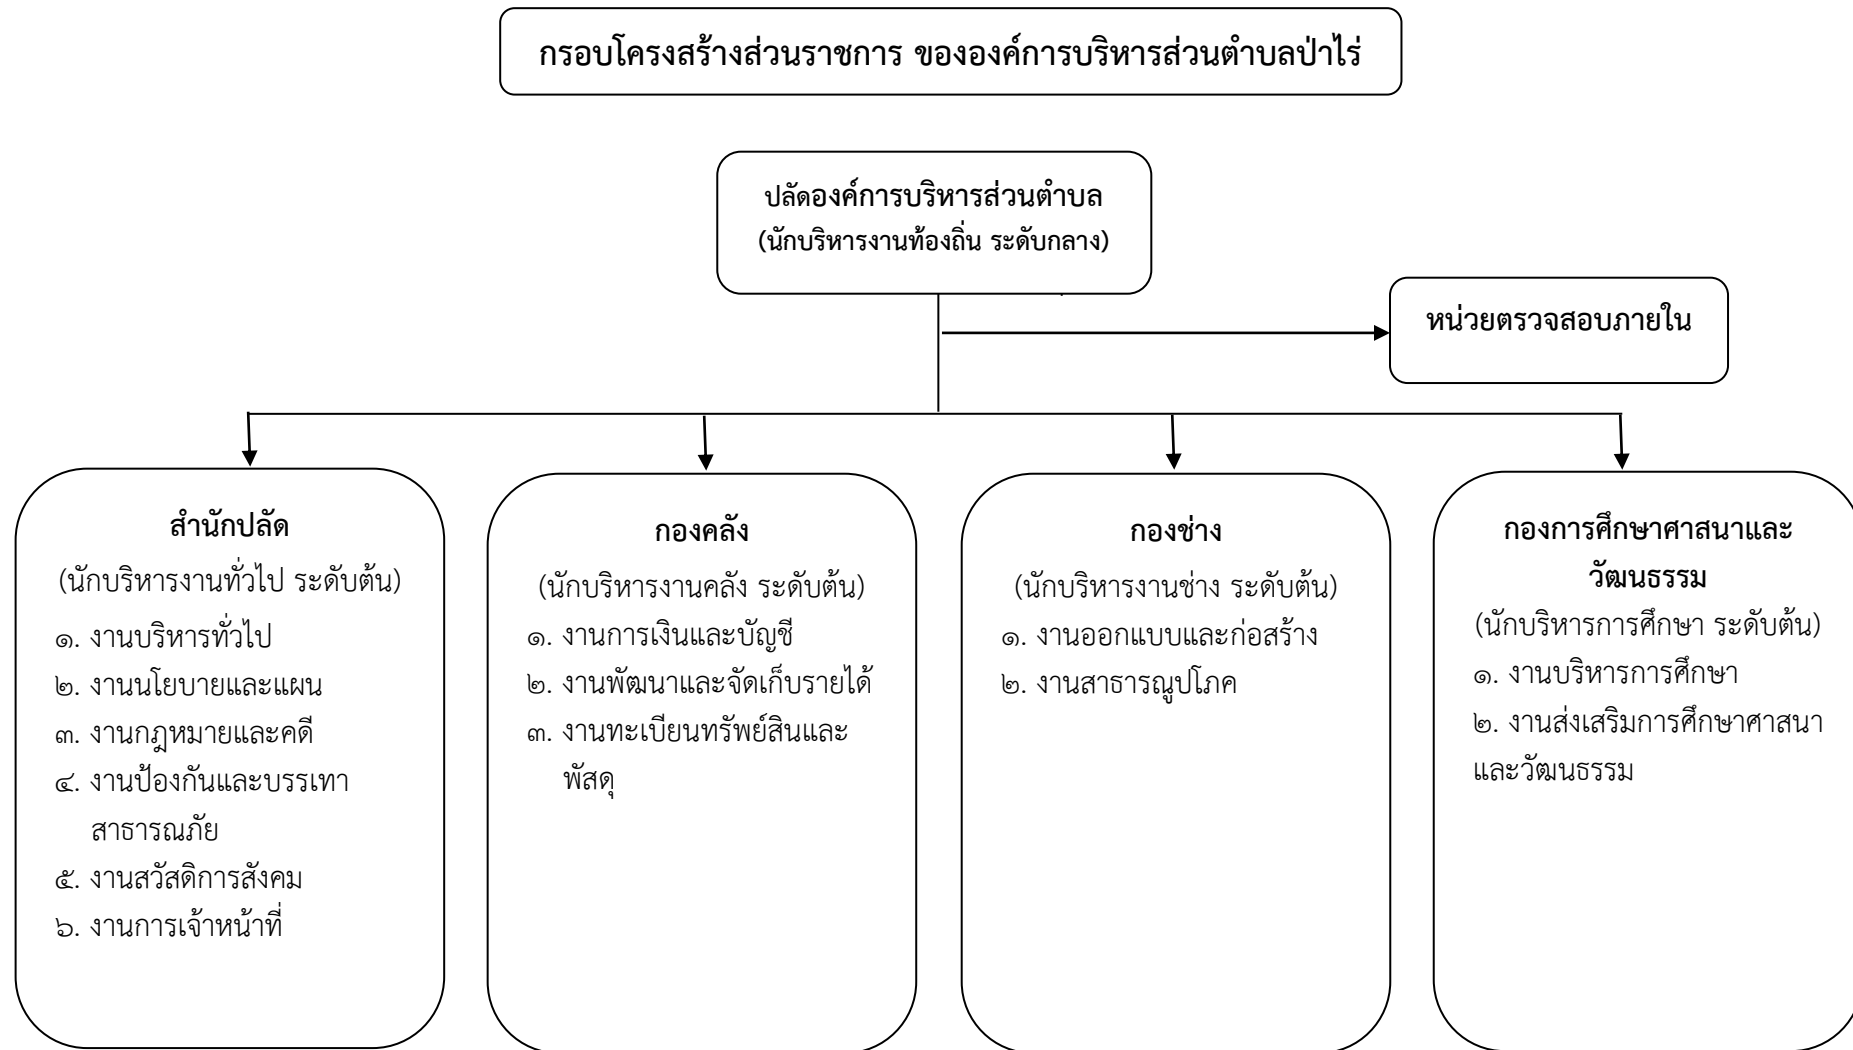 กรอบโครงสร้างส่วนราชการ ขององค์การบริหารส่วนตำบลป่าไร่
ปลัดองค์การบริหารส่วนตำบล
(นักบริหารงานท้องถิ่น ระดับกลาง)
หน่วยตรวจสอบภายใน
สำนักปลัด
(นักบริหารงานทั่วไป ระดับต้น)
๑. งานบริหารทั่วไป
๒. งานนโยบายและแผน
๓. งานกฎหมายและคดี
๔. งานป้องกันและบรรเทา
สาธารณภัย
๕. งานสวัสดิการสังคม
๖. งานการเจ้าหน้าที่
กองคลัง
(นักบริหารงานคลัง ระดับต้น)
๑. งานการเงินและบัญชี
๒. งานพัฒนาและจัดเก็บรายได้
๓. งานทะเบียนทรัพย์สินและ
พัสดุ
กองช่าง
(นักบริหารงานช่าง ระดับต้น)
๑. งานออกแบบและก่อสร้าง
๒. งานสาธารณูปโภค
กองการศึกษาศาสนาและ
วัฒนธรรม
(นักบริหารการศึกษา ระดับต้น)
๑. งานบริหารการศึกษา
๒. งานส่งเสริมการศึกษาศาสนา
และวัฒนธรรม